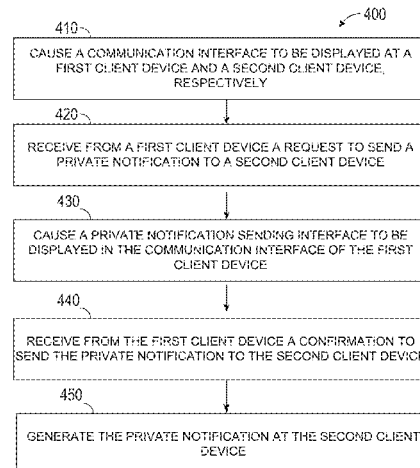 400
410
CAUSE A COMMUNICATION INTERFACE TO BE DISPLAYED AT A
FIRST CLIENT DEVICE AND A SECOND CLIENT DEVICE,
RESPECTIVELY
420
RECEIVE FROM A FIRST CLIENT DEVICE A REQUEST TO SEND A
PRIVATE NOTIFICATION TO A SECOND CLIENT DEVICE
430
CAUSE A PRIVATE NOTIFICATION SENDING INTERFACE TO BE
DISPLAYED IN THE COMMUNICATION INTERFACE OF THE FIRST
CLIENT DEVICE
440
RECEIVE FROM THE FIRST CLIENT DEVICE A CONFIRMATION TO
SEND THE PRIVATE NOTIFICATION TO THE SECOND CLIENT DEVICE
450
GENERATE THE PRIVATE NOTIFICATION AT THE SECOND CLIENT
DEVICE